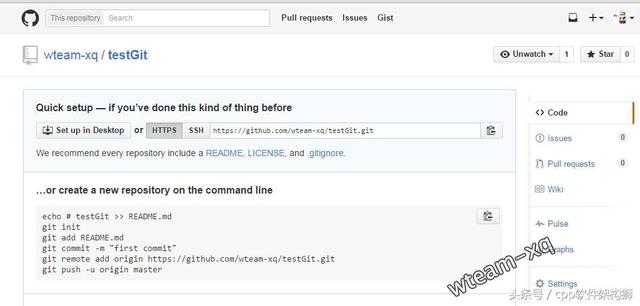 This repository Search Pull requests Issues Gist
wteam-xq / testGit Unwatch 1 Star 0
Quick setup — if you've done this kind of thing before
Set up in Desktop or HTTPS SSH https://github.com/wteam-xq/testGit.git
We recommend every repository include a README, LICENSE, and .gitignore.
…or create a new repository on the command line
echo # testGit >> README.md
git init
git add README.md
git commit -m "first commit"
git remote add origin https://github.com/wteam-xq/testGit.git
git push -u origin master
Code
Issues 0
Pull requests 0
Wiki
Pulse
Graphs
Settings
wteam-xq
头条号 / cpp软件架构狮